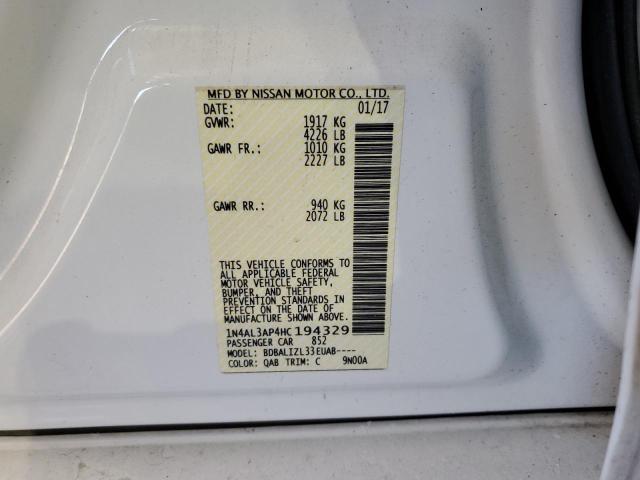 MFD BY NISSAN MOTOR CO., LTD.
DATE: 01/17
GVWR: 1917 KG
4226 LB
GAWR FR.: 1010 KG
2227 LB
GAWR RR.: 940 KG
2072 LB
THIS VEHICLE CONFORMS TO
ALL APPLICABLE FEDERAL
MOTOR VEHICLE SAFETY,
BUMPER, AND THEFT
PREVENTION STANDARDS IN
EFFECT ON THE DATE OF
MANUFACTURE SHOWN ABOVE.
1N4AL3AP4HC194329
PASSENGER CAR 852
MODEL: BDBALIZL33EUAB----
COLOR: QAB TRIM: C 9N00A